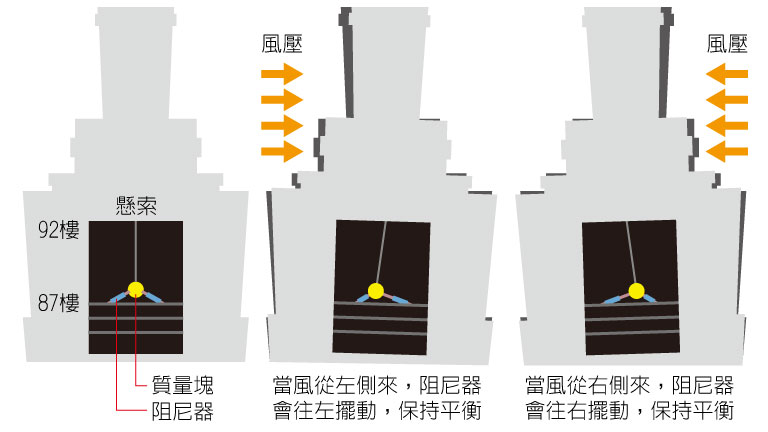 風壓
風壓
懸索
92樓
87樓
質量塊
阻尼器
當風從左側來，阻尼器
會往左擺動，保持平衡
當風從右側來，阻尼器
會往右擺動，保持平衡